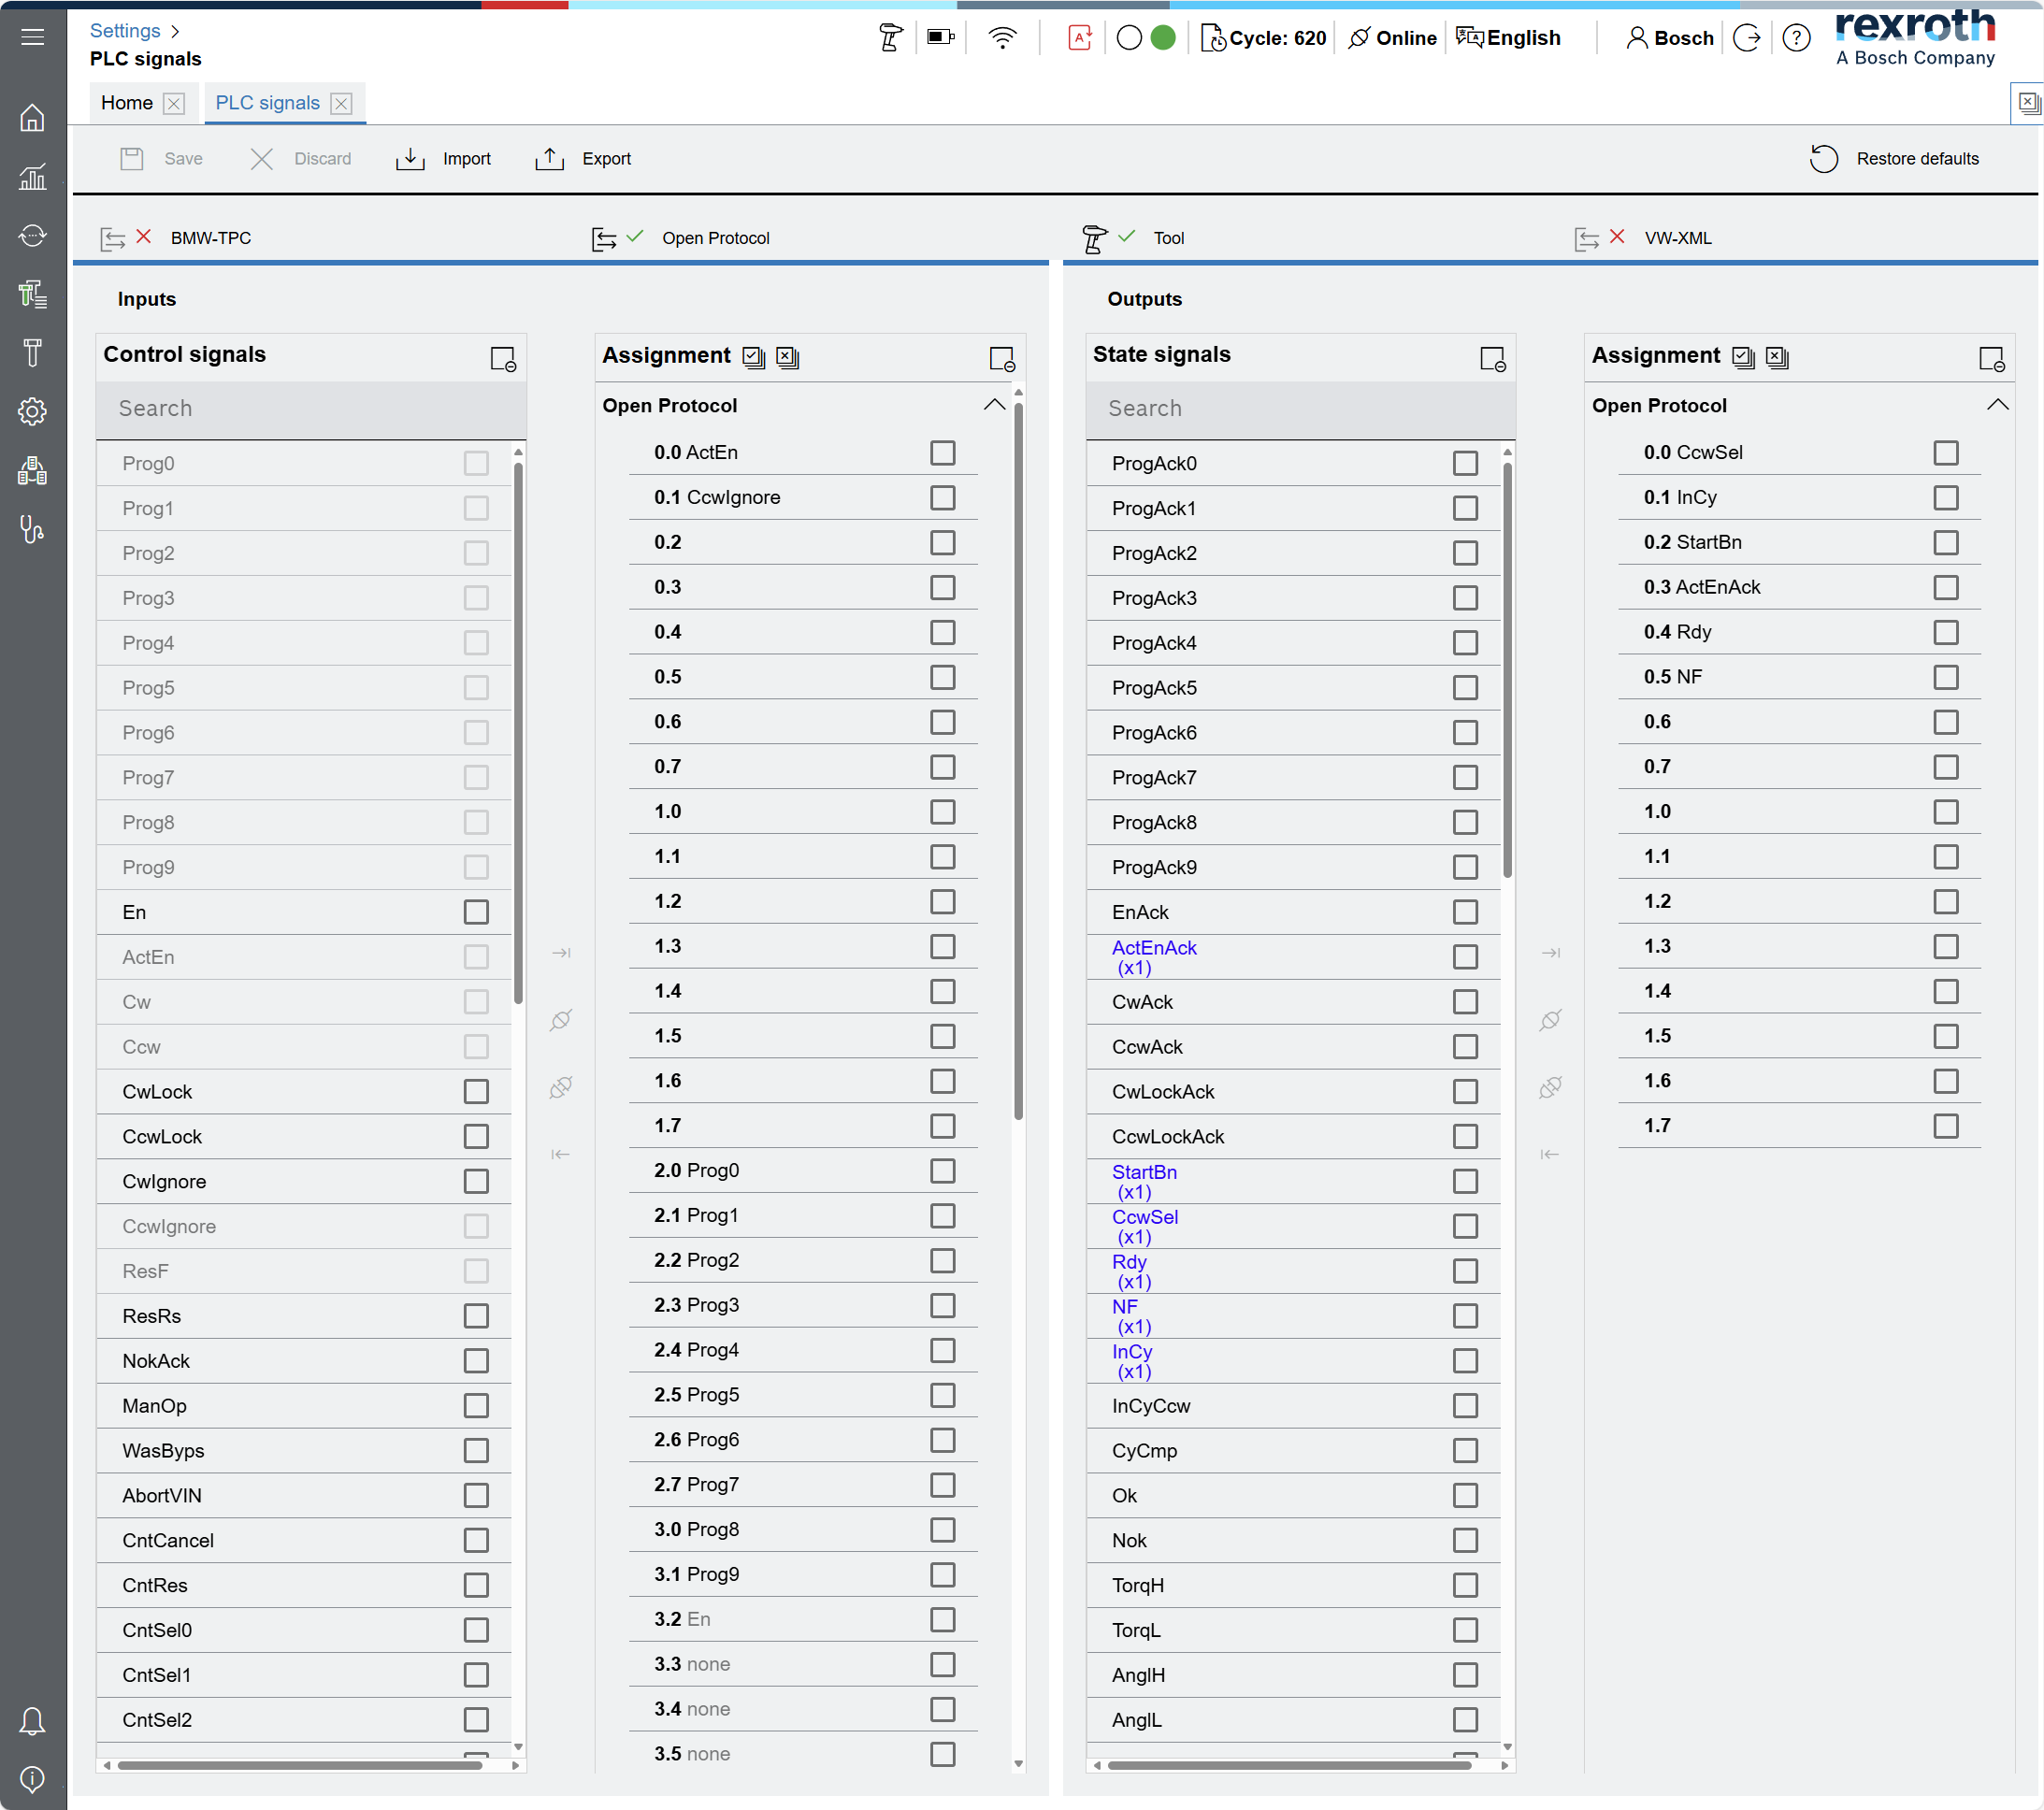 Settings
PLC signals
Cycle: 620
Online
English
Bosch
rexroth
A Bosch Company
Home
PLC signals
Save
Discard
Import
Export
Restore defaults
BMW-TPC
Open Protocol
Tool
VW-XML
Inputs
Control signals
Search
Prog0
Prog1
Prog2
Prog3
Prog4
Prog5
Prog6
Prog7
Prog8
Prog9
En
ActEn
Cw
Ccw
CwLock
CcwLock
CwIgnore
CcwIgnore
ResF
ResRs
NokAck
ManOp
WasByps
AbortVIN
CntCancel
CntRes
CntSel0
CntSel1
CntSel2
Assignment
Open Protocol
0.0 ActEn
0.1 CcwIgnore
0.2
0.3
0.4
0.5
0.6
0.7
1.0
1.1
1.2
1.3
1.4
1.5
1.6
1.7
2.0 Prog0
2.1 Prog1
2.2 Prog2
2.3 Prog3
2.4 Prog4
2.5 Prog5
2.6 Prog6
2.7 Prog7
3.0 Prog8
3.1 Prog9
3.2 En
3.3 none
3.4 none
3.5 none
Outputs
State signals
Search
ProgAck0
ProgAck1
ProgAck2
ProgAck3
ProgAck4
ProgAck5
ProgAck6
ProgAck7
ProgAck8
ProgAck9
EnAck
ActEnAck
(x1)
CwAck
CcwAck
CwLockAck
CcwLockAck
StartBn
(x1)
CcwSel
(x1)
Rdy
(x1)
NF
(x1)
InCy
(x1)
InCyCcw
CyCmp
Ok
Nok
TorqH
TorqL
AnglH
AnglL
Assignment
Open Protocol
0.0 CcwSel
0.1 InCy
0.2 StartBn
0.3 ActEnAck
0.4 Rdy
0.5 NF
0.6
0.7
1.0
1.1
1.2
1.3
1.4
1.5
1.6
1.7